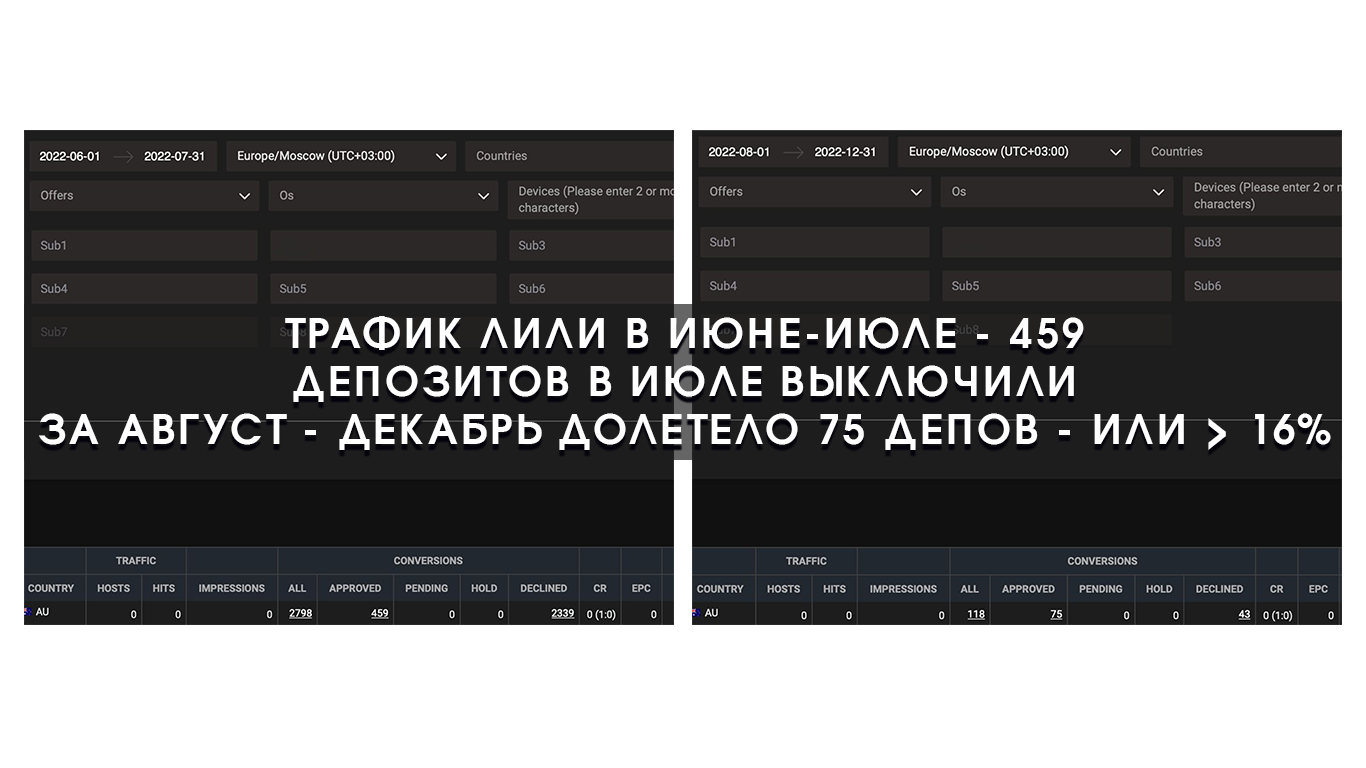 2022-06-01 2022-07-31 Europe/Moscow (UTC+03:00) Countries
Offers Os Devices (Please enter 2 or mo
characters)
Sub1 Sub3
Sub4 Sub5 Sub6
Sub7
2022-08-01 2022-12-31 Europe/Moscow (UTC+03:00) Countries
Offers Os Devices (Please enter 2 or m
characters)
Sub1 Sub3
Sub4 Sub5 Sub6
Sub8
ТРАФИК ЛИЛИ В ИЮНЕ-ИЮЛЕ - 459
ДЕПОЗИТОВ В ИЮЛЕ ВЫКЛЮЧИЛИ
ЗА АВГУСТ - ДЕКАБРЬ ДОЛЕТЕЛО 75 ДЕПОВ - ИЛИ > 16%
TRAFFIC CONVERSIONS
COUNTRY HOSTS HITS IMPRESSIONS ALL APPROVED PENDING HOLD DECLINED CR EPC
AU 0 0 0 2798 459 0 0 2339 0 (1:0) 0
TRAFFIC CONVERSIONS
COUNTRY HOSTS HITS IMPRESSIONS ALL APPROVED PENDING HOLD DECLINED CR EPC
AU 0 0 0 118 75 0 0 43 0 (1:0) 0